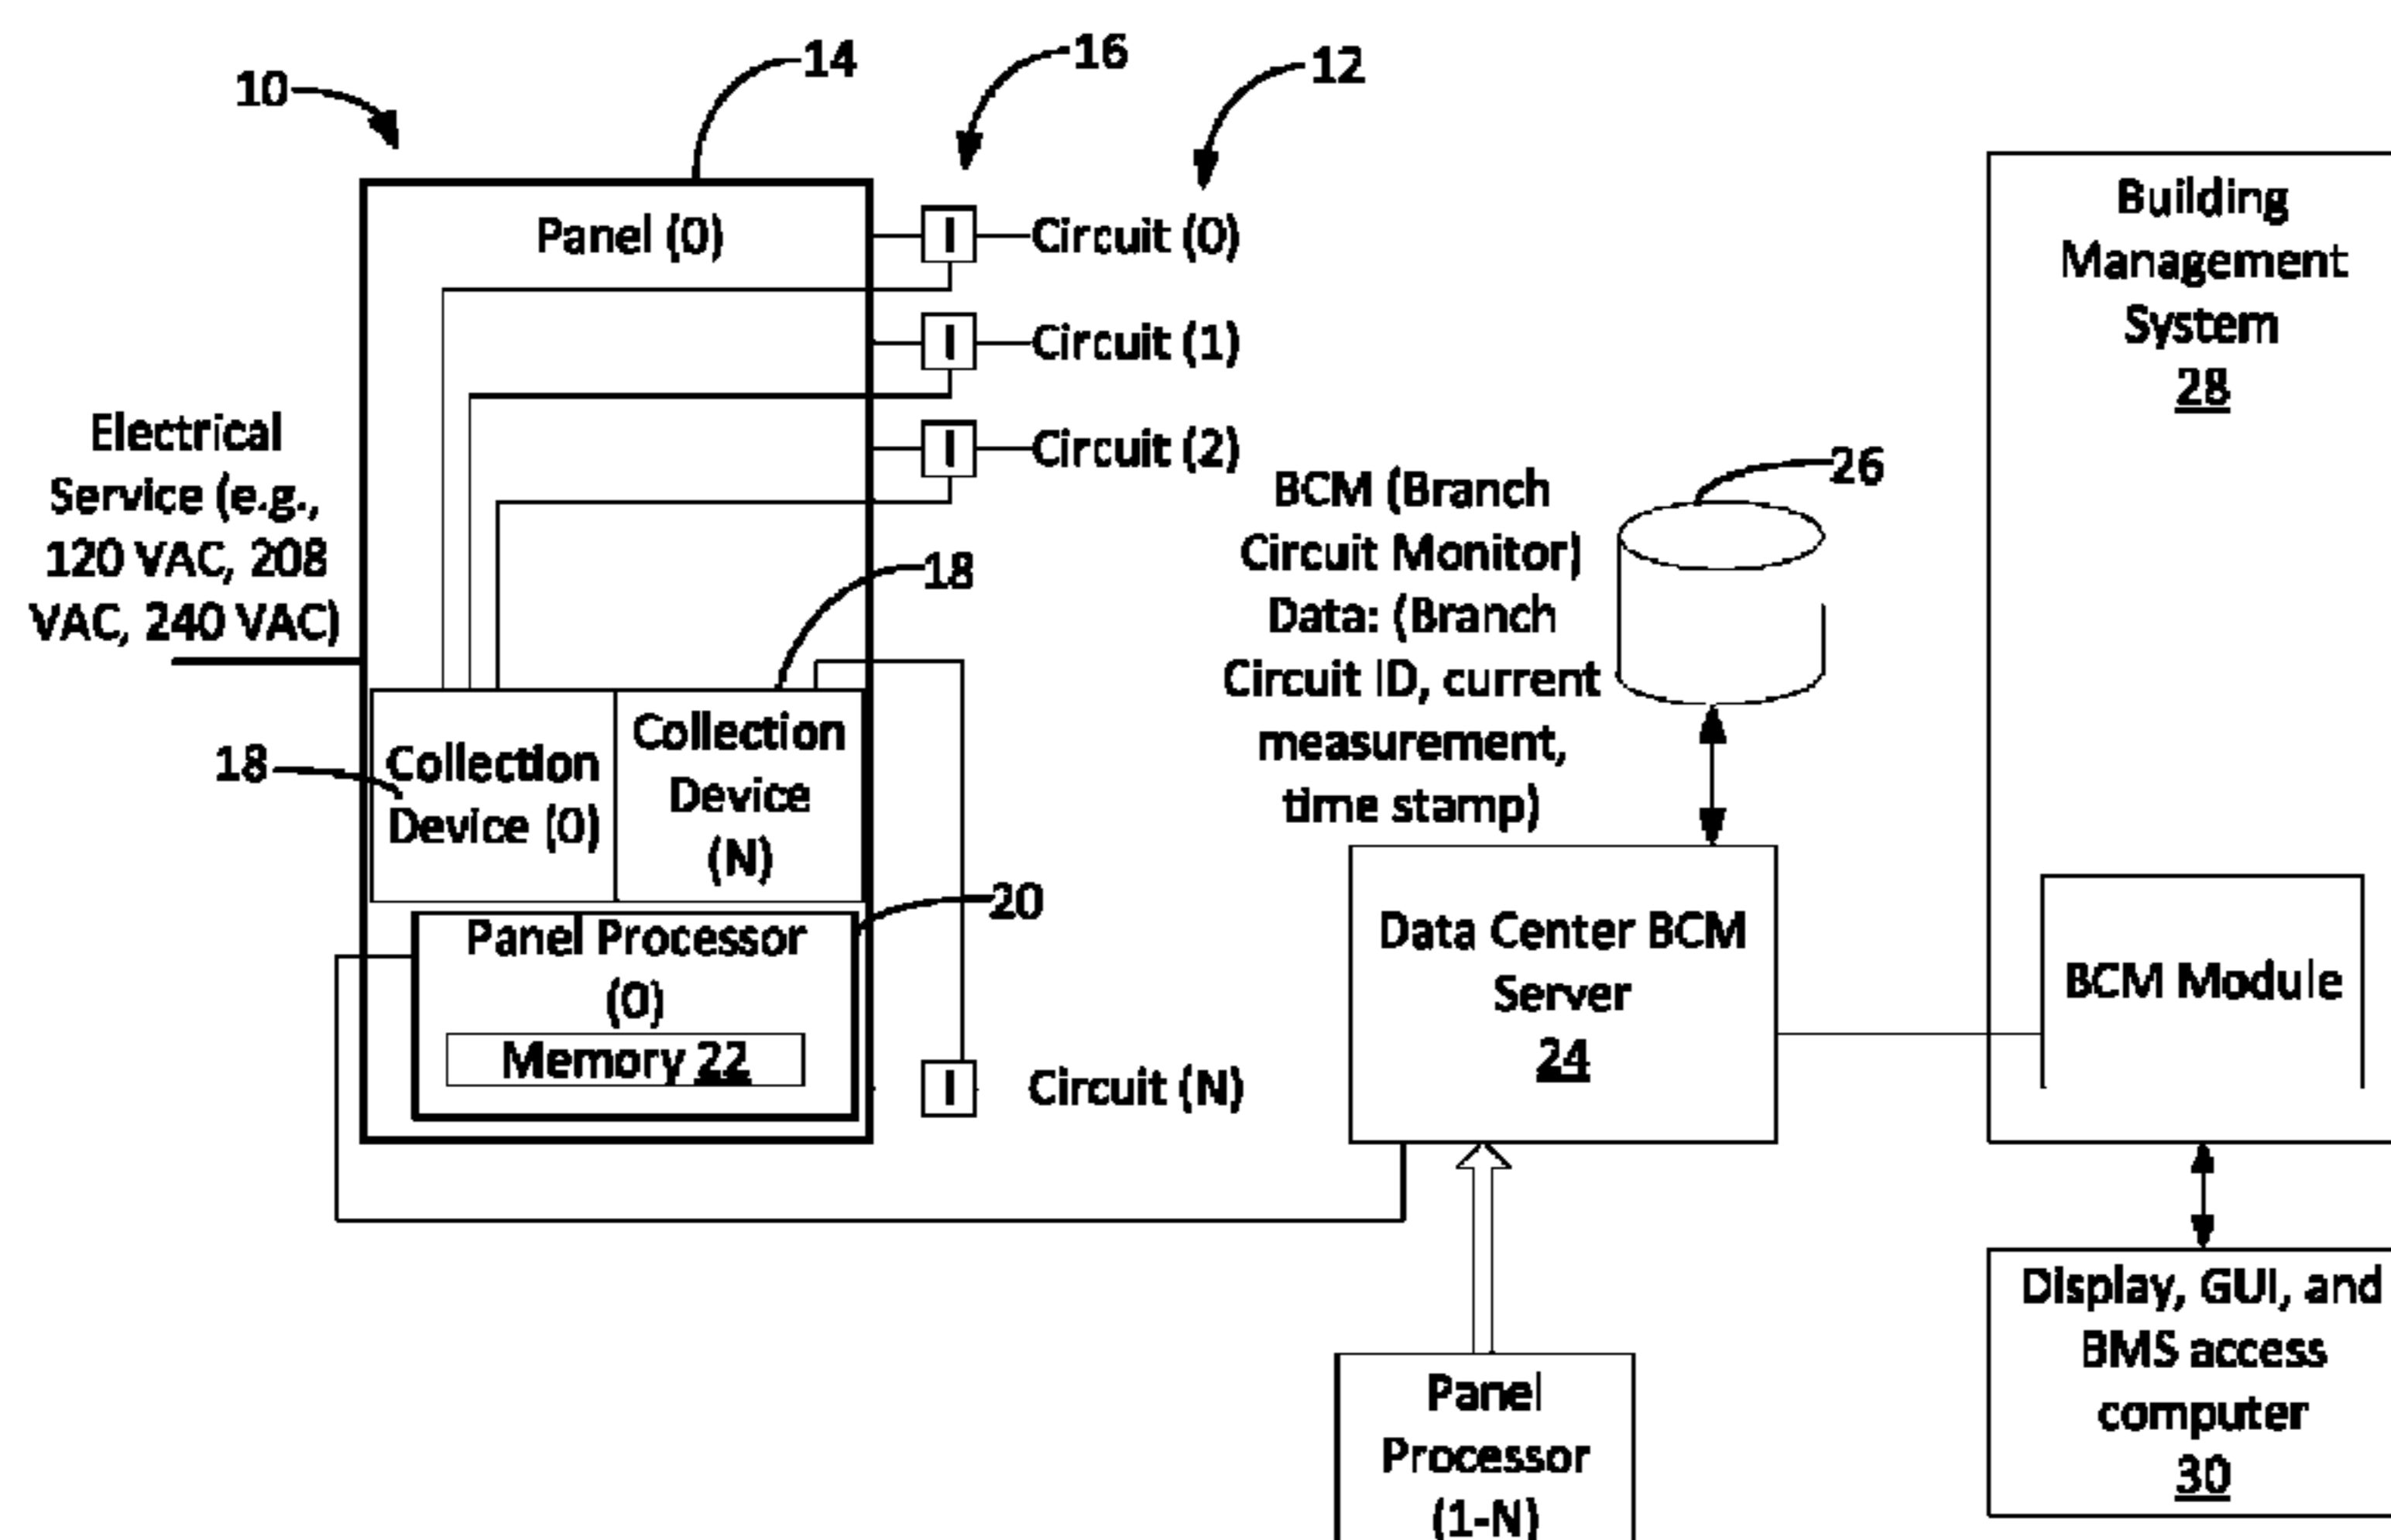 10
14
16
12
Panel (0)
I
Circuit (0)
I
Circuit (1)
I
Circuit (2)
Electrical
Service (e.g.,
120 VAC, 208
VAC, 240 VAC)
18
18
Collection
Device (0)
Collection
Device
(N)
20
Panel Processor
(0)
Memory 22
I
Circuit (N)
BCM (Branch
Circuit Monitor)
Data: (Branch
Circuit ID, current
measurement,
time stamp)
26
Data Center BCM
Server
24
Panel
Processor
(1-N)
Building
Management
System
28
BCM Module
Display, GUI, and
BMS access
computer
30